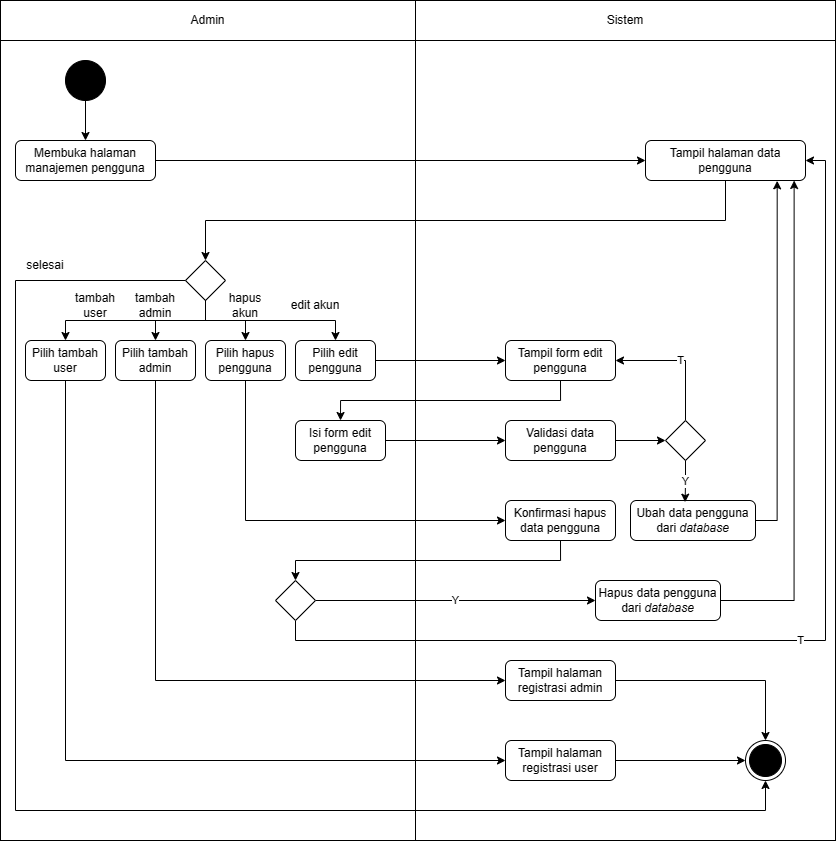 Admin
Sistem
Membuka halaman
manajemen pengguna
Tampil halaman data
pengguna
selesai
tambah
user
tambah
admin
hapus
akun
edit akun
Pilih tambah
user
Pilih tambah
admin
Pilih hapus
pengguna
Pilih edit
pengguna
Tampil form edit
pengguna
T
Isi form edit
pengguna
Validasi data
pengguna
Y
Konfirmasi hapus
data pengguna
Ubah data pengguna
dari database
Y
Hapus data pengguna
dari database
T
Tampil halaman
registrasi admin
Tampil halaman
registrasi user